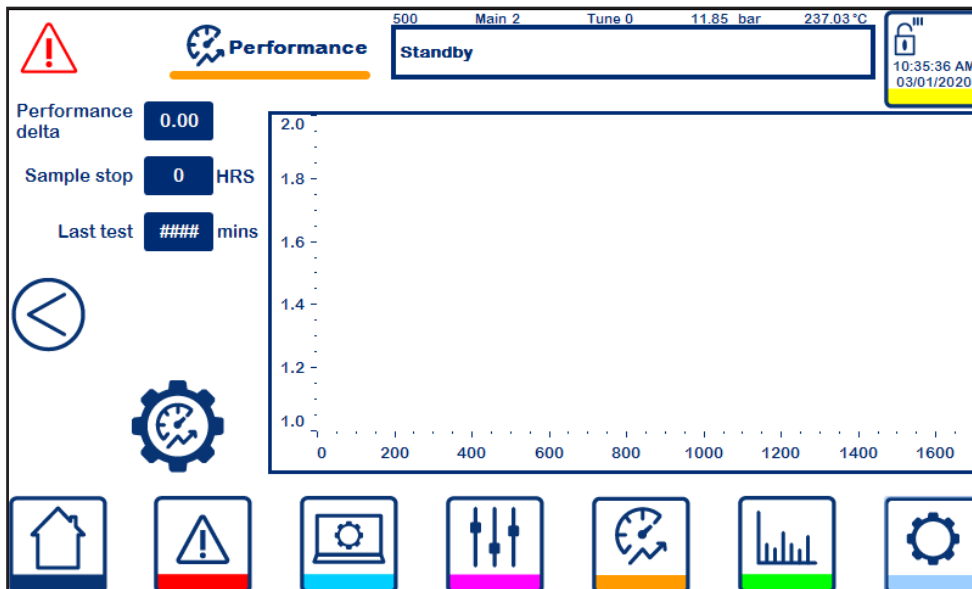 500 Main 2 Tune 0 11.85 bar 237.03 °C
Performance
Standby
10:35:36 AM
03/01/2020
Performance
delta
0.00
Sample stop 0 HRS
Last test #### mins
2.0
1.8
1.6
1.4
1.2
1.0
0 200 400 600 800 1000 1200 1400 1600